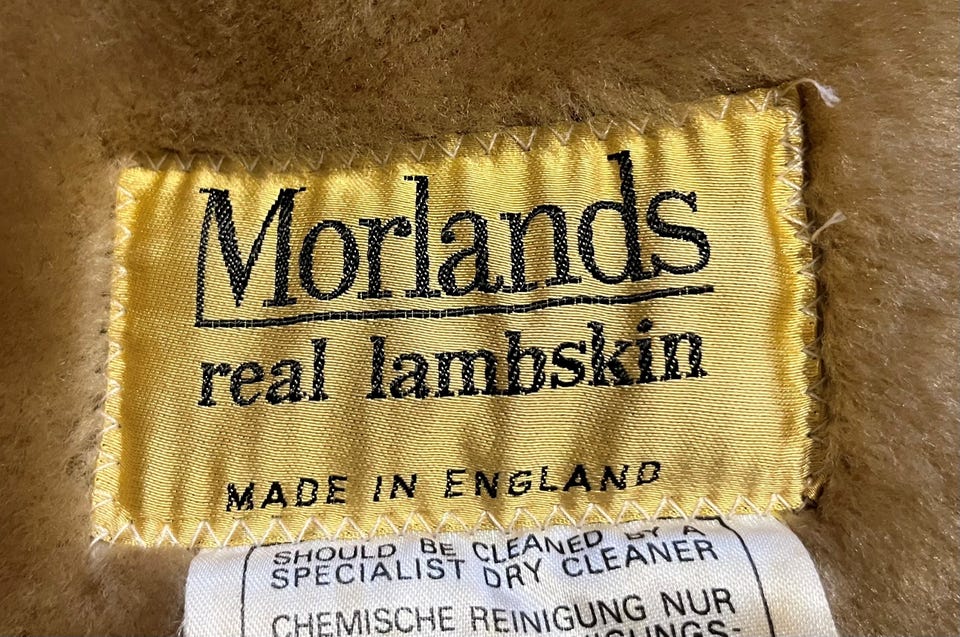 Morlands
real lambskin
MADE IN ENGLAND
SHOULD BE CLEANED BY A
SPECIALIST DRY CLEANER
CHEMISCHE REINIGUNG NUR